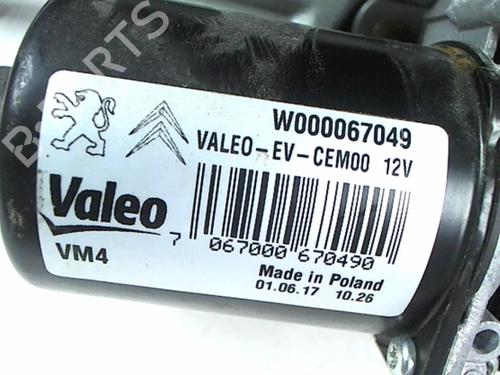 W000067049
VALEO-EV-CEM00 12V
Valeo
VM4
7 067000 670490
Made in Poland
01.06.17 10.26